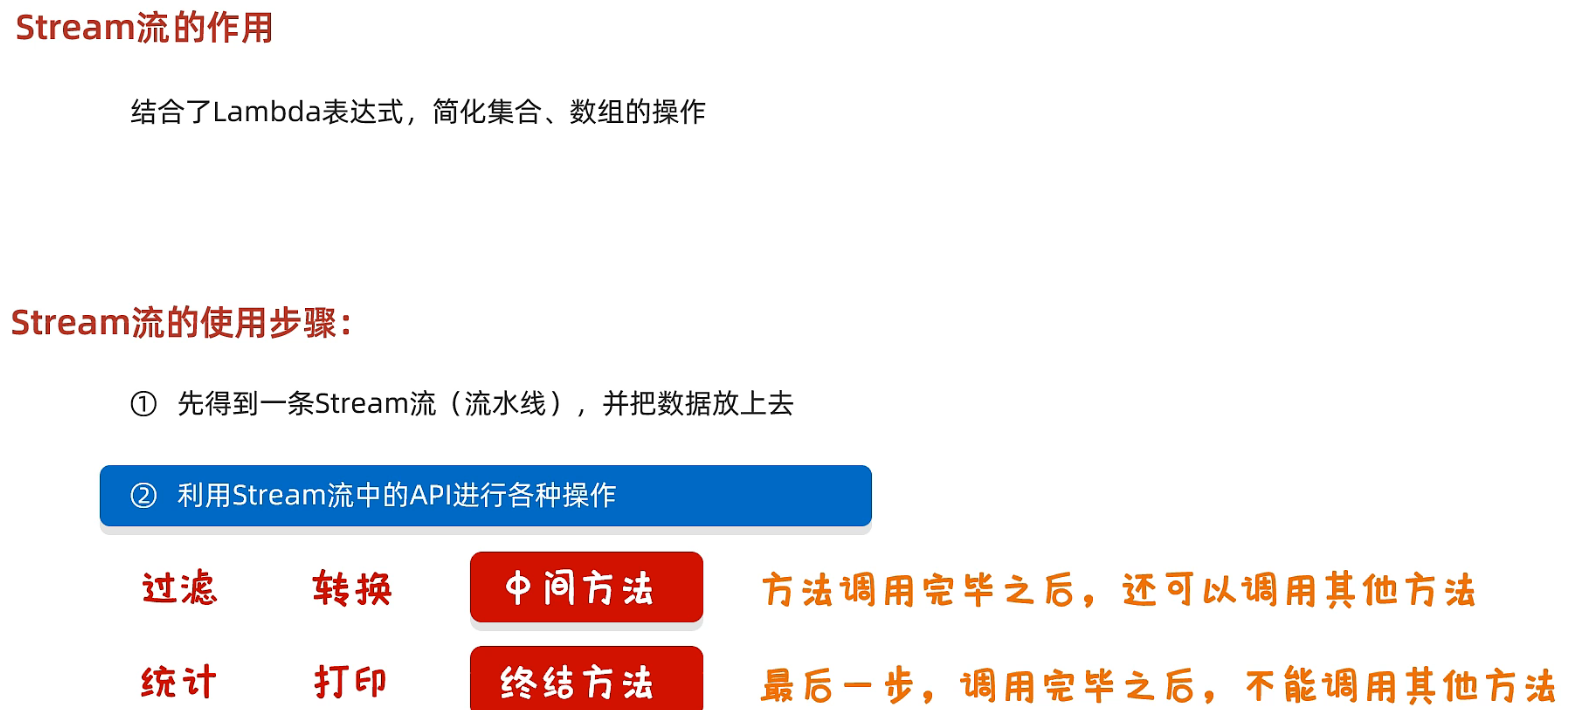 Stream流的作用
结合了Lambda表达式，简化集合、数组的操作
Stream流的使用步骤：
① 先得到一条Stream流（流水线），并把数据放上去
② 利用Stream流中的API进行各种操作
过滤 转换 中间方法 方法调用完毕之后，还可以调用其他方法
统计 打印 终结方法 最后一步，调用完毕之后，不能调用其他方法